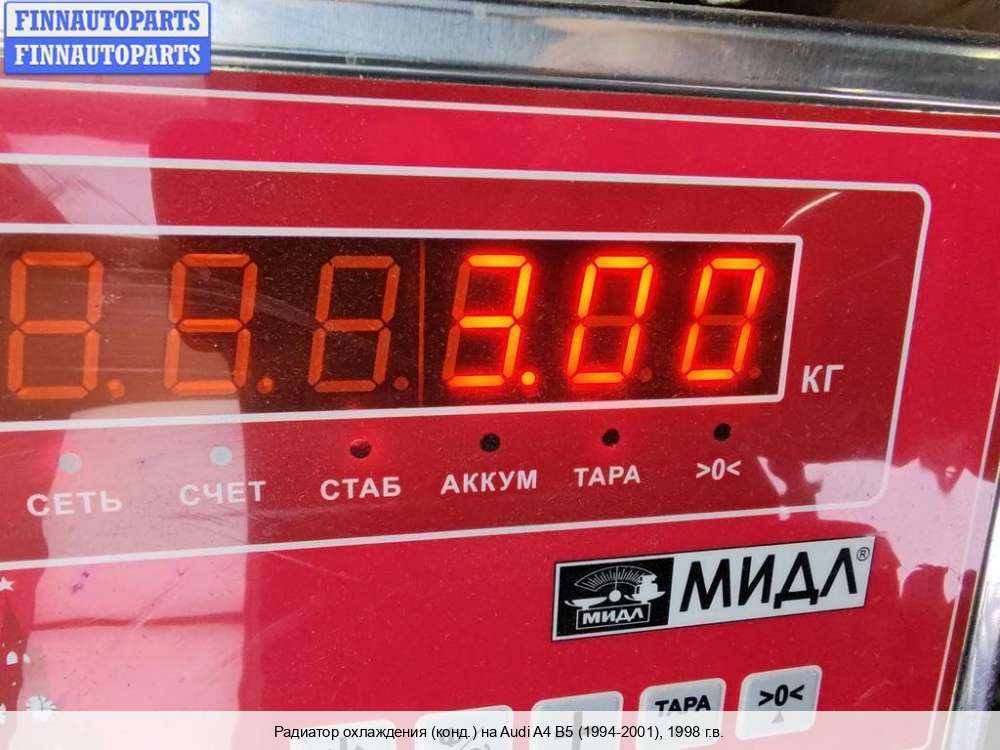 FINNAUTOPARTS
FINNAUTOPARTS
3.00
КГ
СЕТЬ СЧЕТ СТАБ АККУМ ТАРА >0<
МИДЛ
МИДЛ®
ТАРА >0<
Радиатор охлаждения (конд.) на Audi A4 B5 (1994-2001), 1998 г.в.